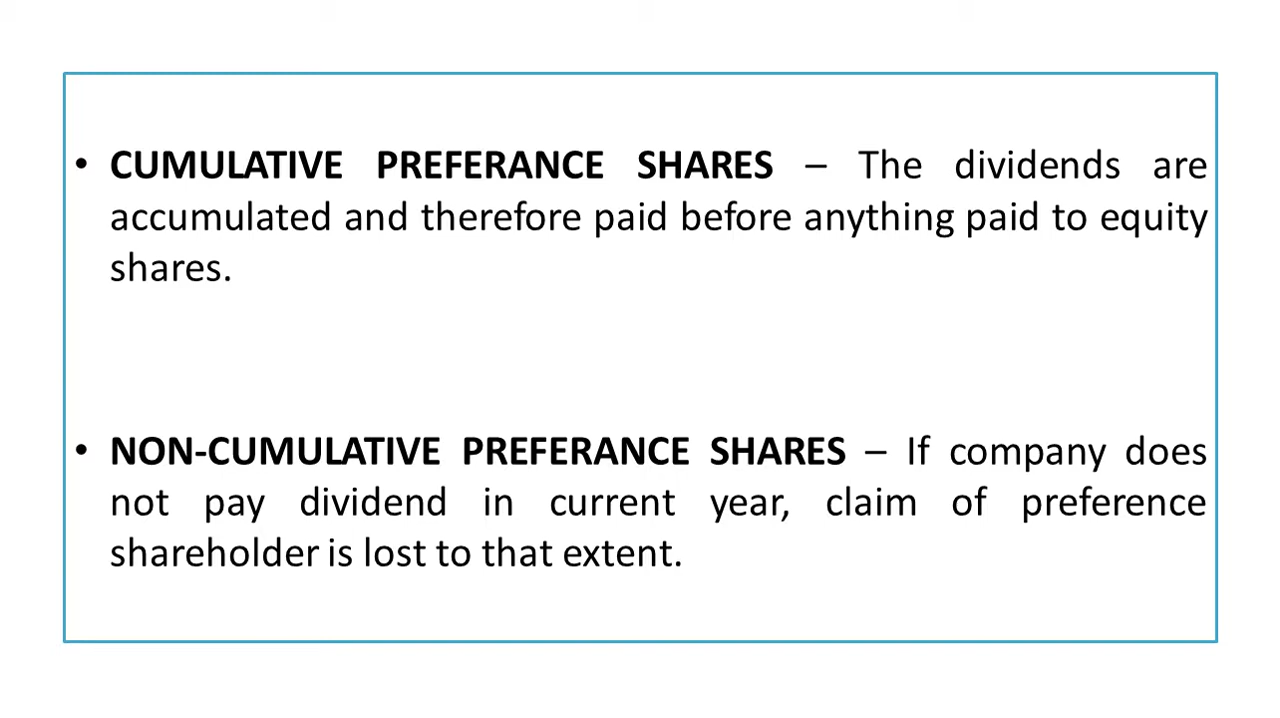 • CUMULATIVE PREFERANCE SHARES – The dividends are
accumulated and therefore paid before anything paid to equity
shares.
• NON-CUMULATIVE PREFERANCE SHARES – If company does
not pay dividend in current year, claim of preference
shareholder is lost to that extent.